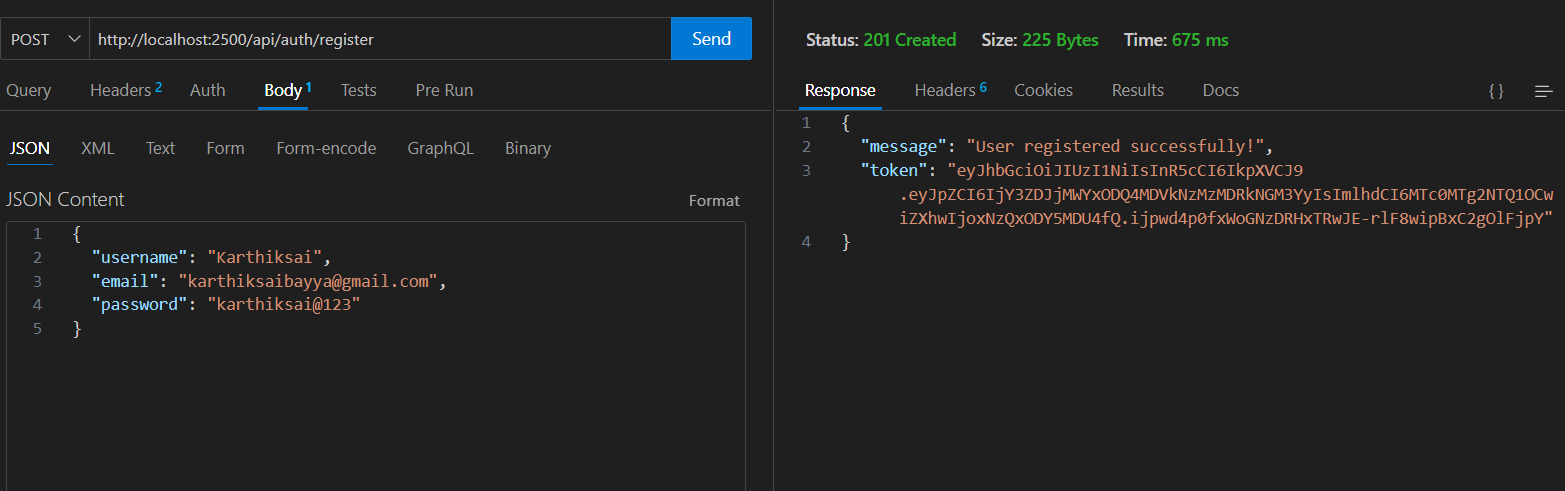 POST http://localhost:2500/api/auth/register Send
Query Headers 2 Auth Body 1 Tests Pre Run
JSON XML Text Form Form-encode GraphQL Binary
JSON Content Format
1 {
2 "username": "Karthiksai",
3 "email": "karthiksaibayya@gmail.com",
4 "password": "karthiksai@123"
5 }
Status: 201 Created Size: 225 Bytes Time: 675 ms
Response Headers 6 Cookies Results Docs {}
1 {
2 "message": "User registered successfully!",
3 "token": "eyJhbGciOiJIUzI1NiIsInR5cCI6IkpXVCJ9
.eyJpZCI6IjY3ZDJjMWYxODQ4MDVkNzMzMDRkNGM3YyIsImlhdCI6MTc0MTg2NTQ1OCw
iZXhwIjoxNzQxODY5MDU4fQ.ijpwd4p0fxWoGNzDRHxTRwJE-rlF8wipBxC2gOlFjpY"
4 }